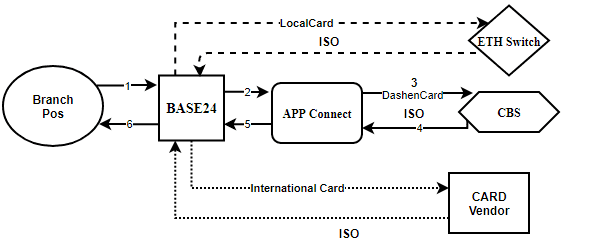 LocalCard
ISO
ETH Switch
Branch
Pos
1
6
BASE24
2
5
APP Connect
3
DashenCard
ISO
4
CBS
International Card
ISO
CARD
Vendor